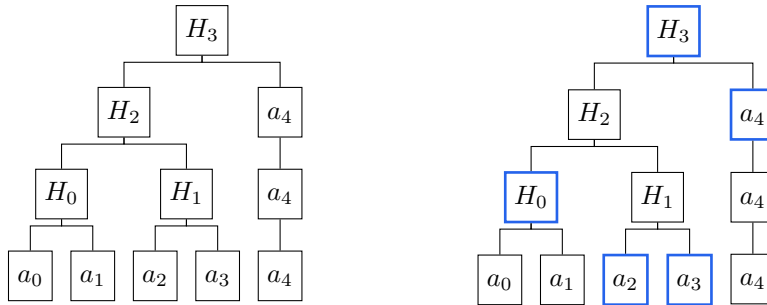 H₃ H₃
H₂ a₄ H₂ a₄
H₀ H₁ a₄ H₀ H₁ a₄
a₀ a₁ a₂ a₃ a₄ a₀ a₁ a₂ a₃ a₄